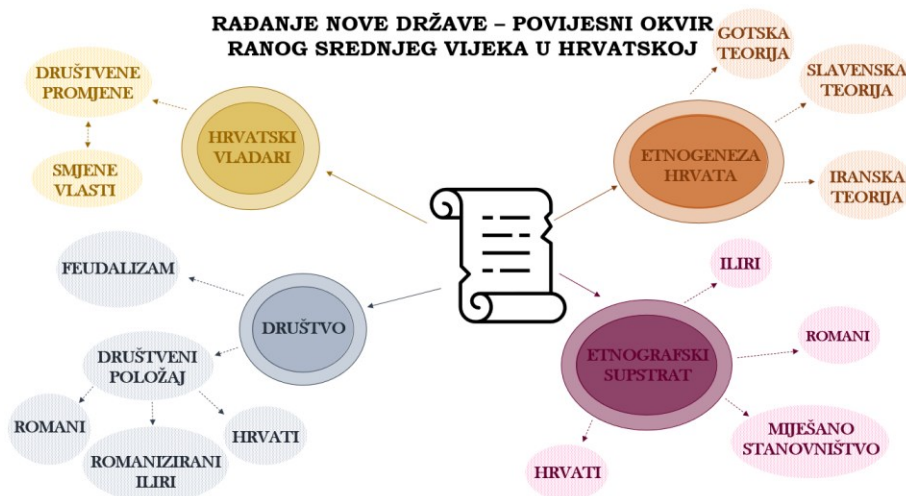 RAĐANJE NOVE DRŽAVE – POVIJESNI OKVIR
RANOG SREDNJEG VIJEKA U HRVATSKOJ
DRUŠTVENE
PROMJENE
SMJENE
VLASTI
HRVATSKI
VLADARI
GOTSKA
TEORIJA
SLAVENSKA
TEORIJA
IRANSKA
TEORIJA
ETNOGENEZA
HRVATA
FEUDALIZAM
DRUŠTVO
DRUŠTVENI
POLOŽAJ
ROMANI
ROMANIZIRANI
ILIRI
HRVATI
ETNOGRAFSKI
SUPSTRAT
ILIRI
ROMANI
MIJEŠANO
STANOVNIŠTVO
HRVATI